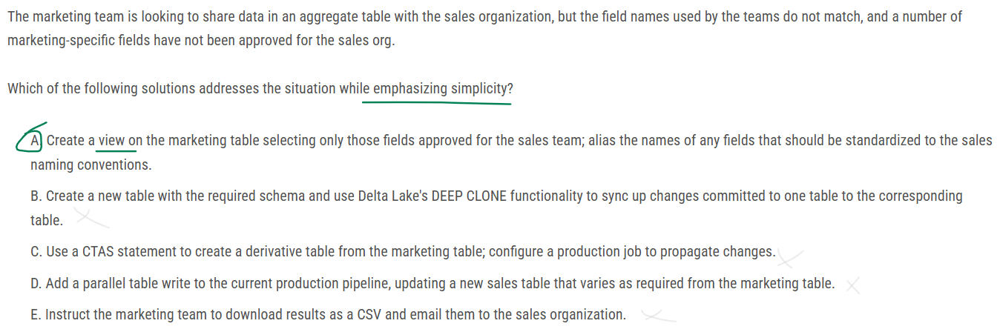 The marketing team is looking to share data in an aggregate table with the sales organization, but the field names used by the teams do not match, and a number of
marketing-specific fields have not been approved for the sales org.
Which of the following solutions addresses the situation while emphasizing simplicity?
A Create a view on the marketing table selecting only those fields approved for the sales team; alias the names of any fields that should be standardized to the sales
naming conventions.
B. Create a new table with the required schema and use Delta Lake's DEEP CLONE functionality to sync up changes committed to one table to the corresponding
table.
C. Use a CTAS statement to create a derivative table from the marketing table; configure a production job to propagate changes.
D. Add a parallel table write to the current production pipeline, updating a new sales table that varies as required from the marketing table.
E. Instruct the marketing team to download results as a CSV and email them to the sales organization.